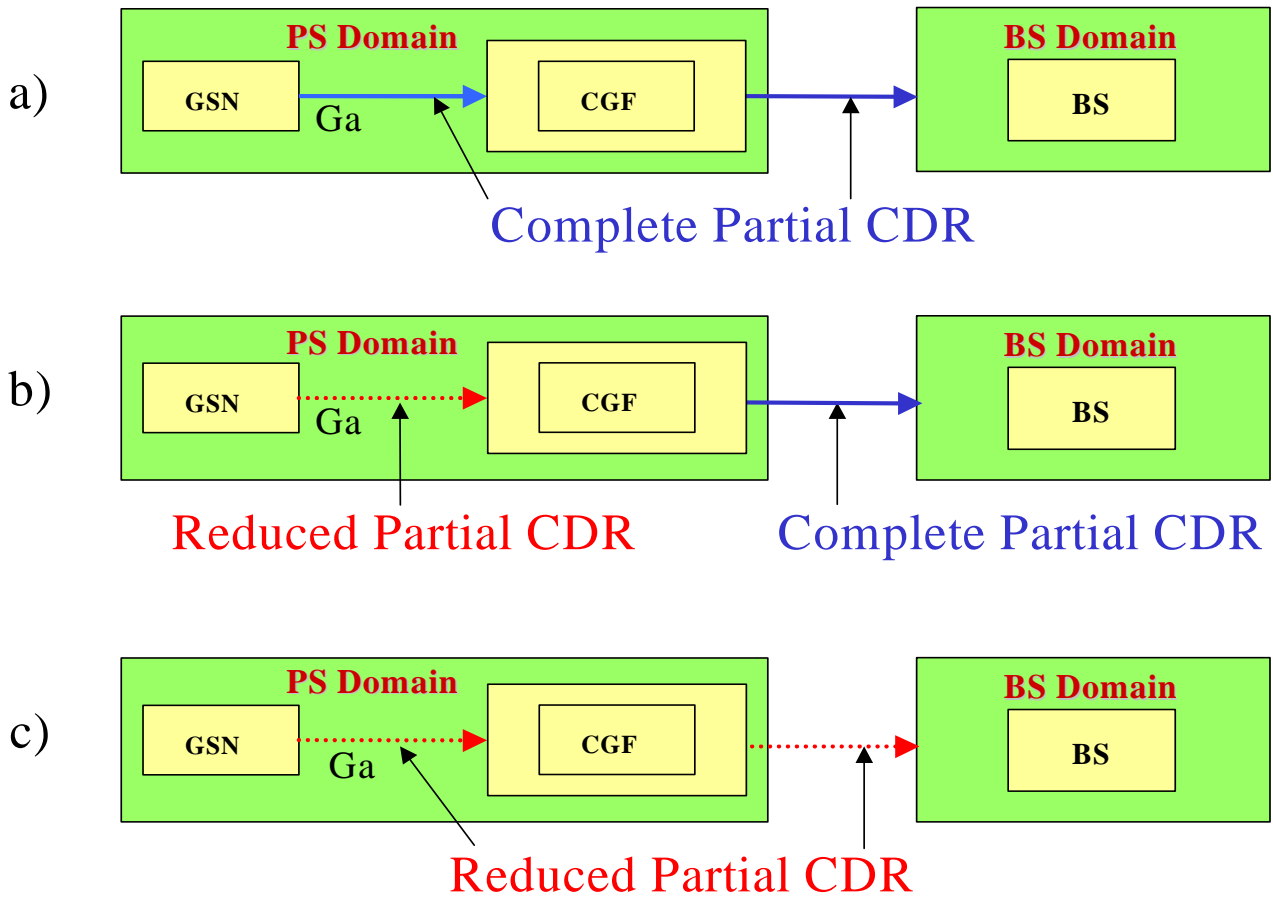 a)
PS Domain
GSN
Ga
CGF
BS Domain
BS
Complete Partial CDR
b)
PS Domain
GSN
Ga
CGF
BS Domain
BS
Reduced Partial CDR
Complete Partial CDR
c)
PS Domain
GSN
Ga
CGF
BS Domain
BS
Reduced Partial CDR